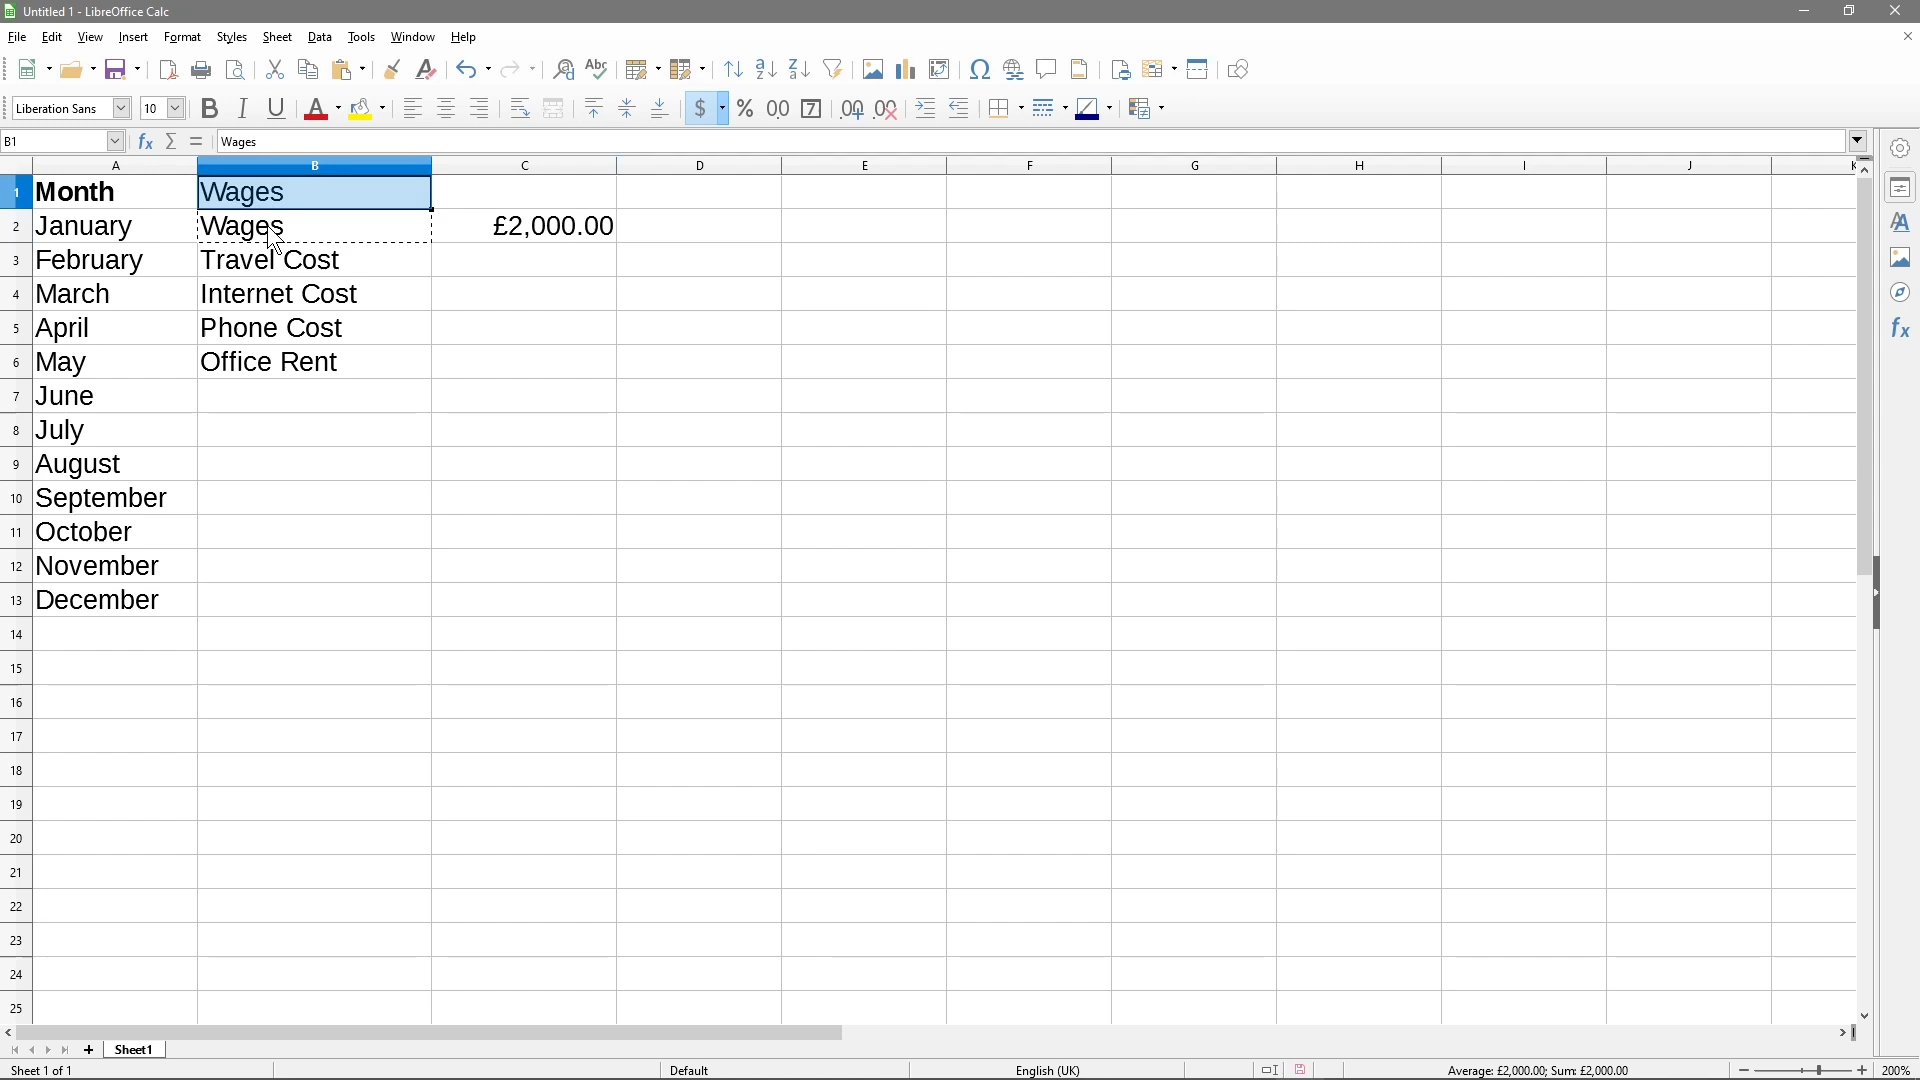 Untitled 1 - LibreOffice Calc
File Edit View Insert Format Styles Sheet Data Tools Window Help
Liberation Sans 10
B1 Wages
A B C D E F G H I J K
1 Month Wages
2 January Wages £2,000.00
3 February Travel Cost
4 March Internet Cost
5 April Phone Cost
6 May Office Rent
7 June
8 July
9 August
10 September
11 October
12 November
13 December
14
15
16
17
18
19
20
21
22
23
24
25
Sheet1
Sheet 1 of 1 Default English (UK) Average: £2,000.00; Sum: £2,000.00 200%